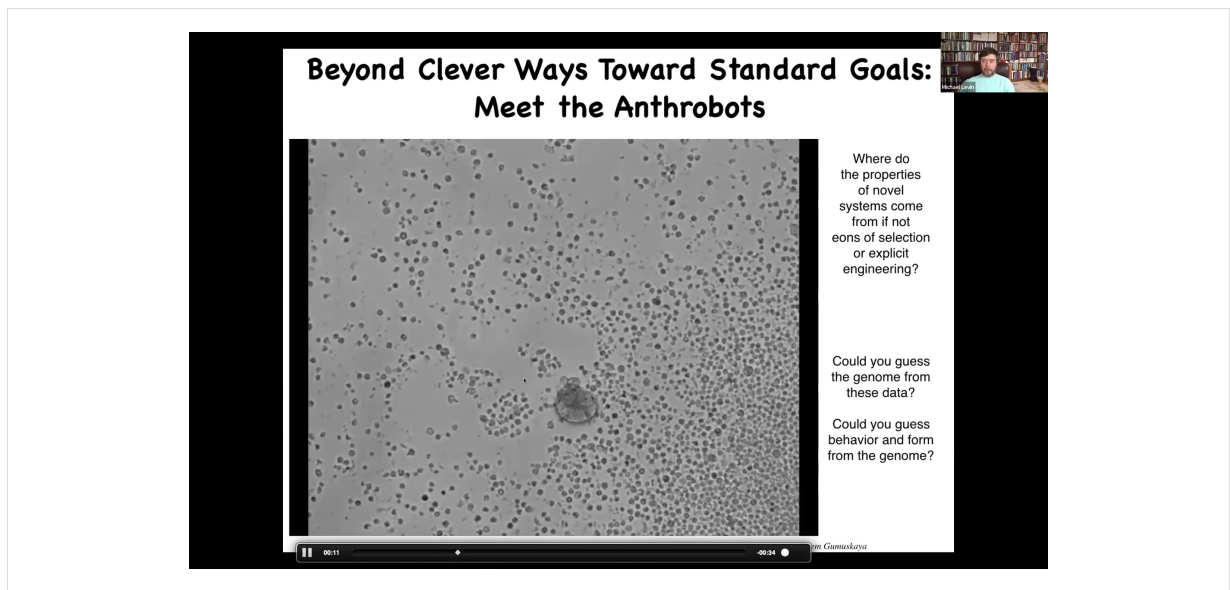 Beyond Clever Ways Toward Standard Goals:
Meet the Anthrobots
Michael Levin
Where do
the properties
of novel
systems come
from if not
eons of selection
or explicit
engineering?
Could you guess
the genome from
these data?
Could you guess
behavior and form
from the genome?
Gumuskaya
00:11
-00:34